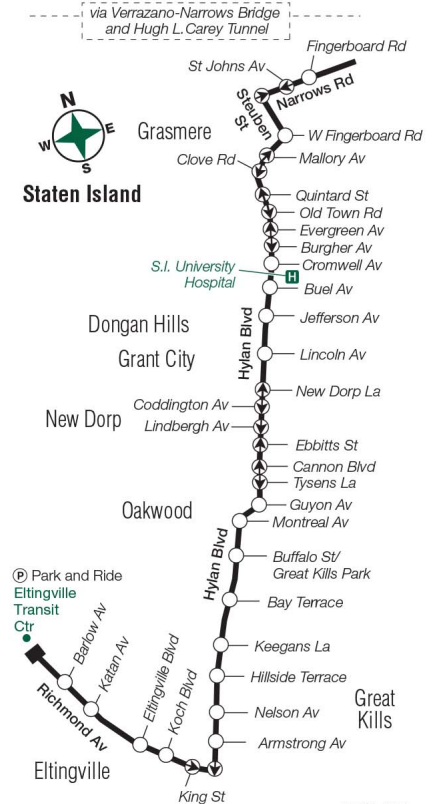 via Verrazano-Narrows Bridge
and Hugh L. Carey Tunnel
Fingerboard Rd
St Johns Av
Narrows Rd
Steuben
St
N
E
W
S
Staten Island
Grasmere
W Fingerboard Rd
Mallory Av
Clove Rd
Quintard St
Old Town Rd
Evergreen Av
Burgher Av
Cromwell Av
S.I. University
Hospital
H
Buel Av
Hylan Blvd
Jefferson Av
Dongan Hills
Grant City
Lincoln Av
New Dorp La
Coddington Av
New Dorp
Lindbergh Av
Ebbitts St
Cannon Blvd
Tysens La
Oakwood
Guyon Av
Montreal Av
Hylan Blvd
Buffalo St/
Great Kills Park
Bay Terrace
P Park and Ride
Eltingville
Transit
Ctr
Barlow Av
Katan Av
Eltingville Blvd
Koch Blvd
Keegans La
Hillside Terrace
Great
Kills
Nelson Av
Armstrong Av
Richmond Av
Eltingville
King St